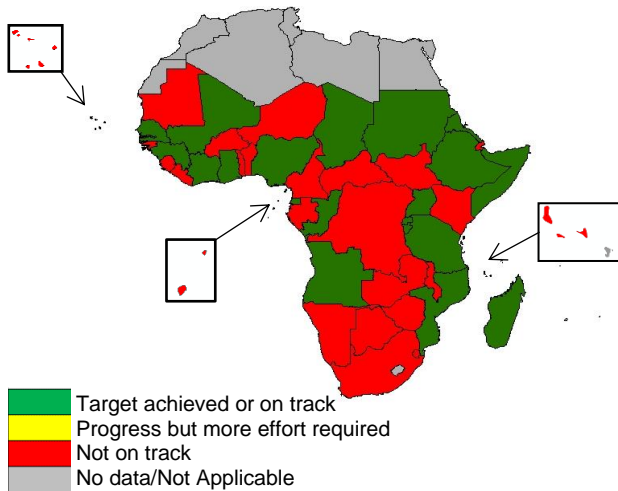 Target achieved or on track
Progress but more effort required
Not on track
No data/Not Applicable